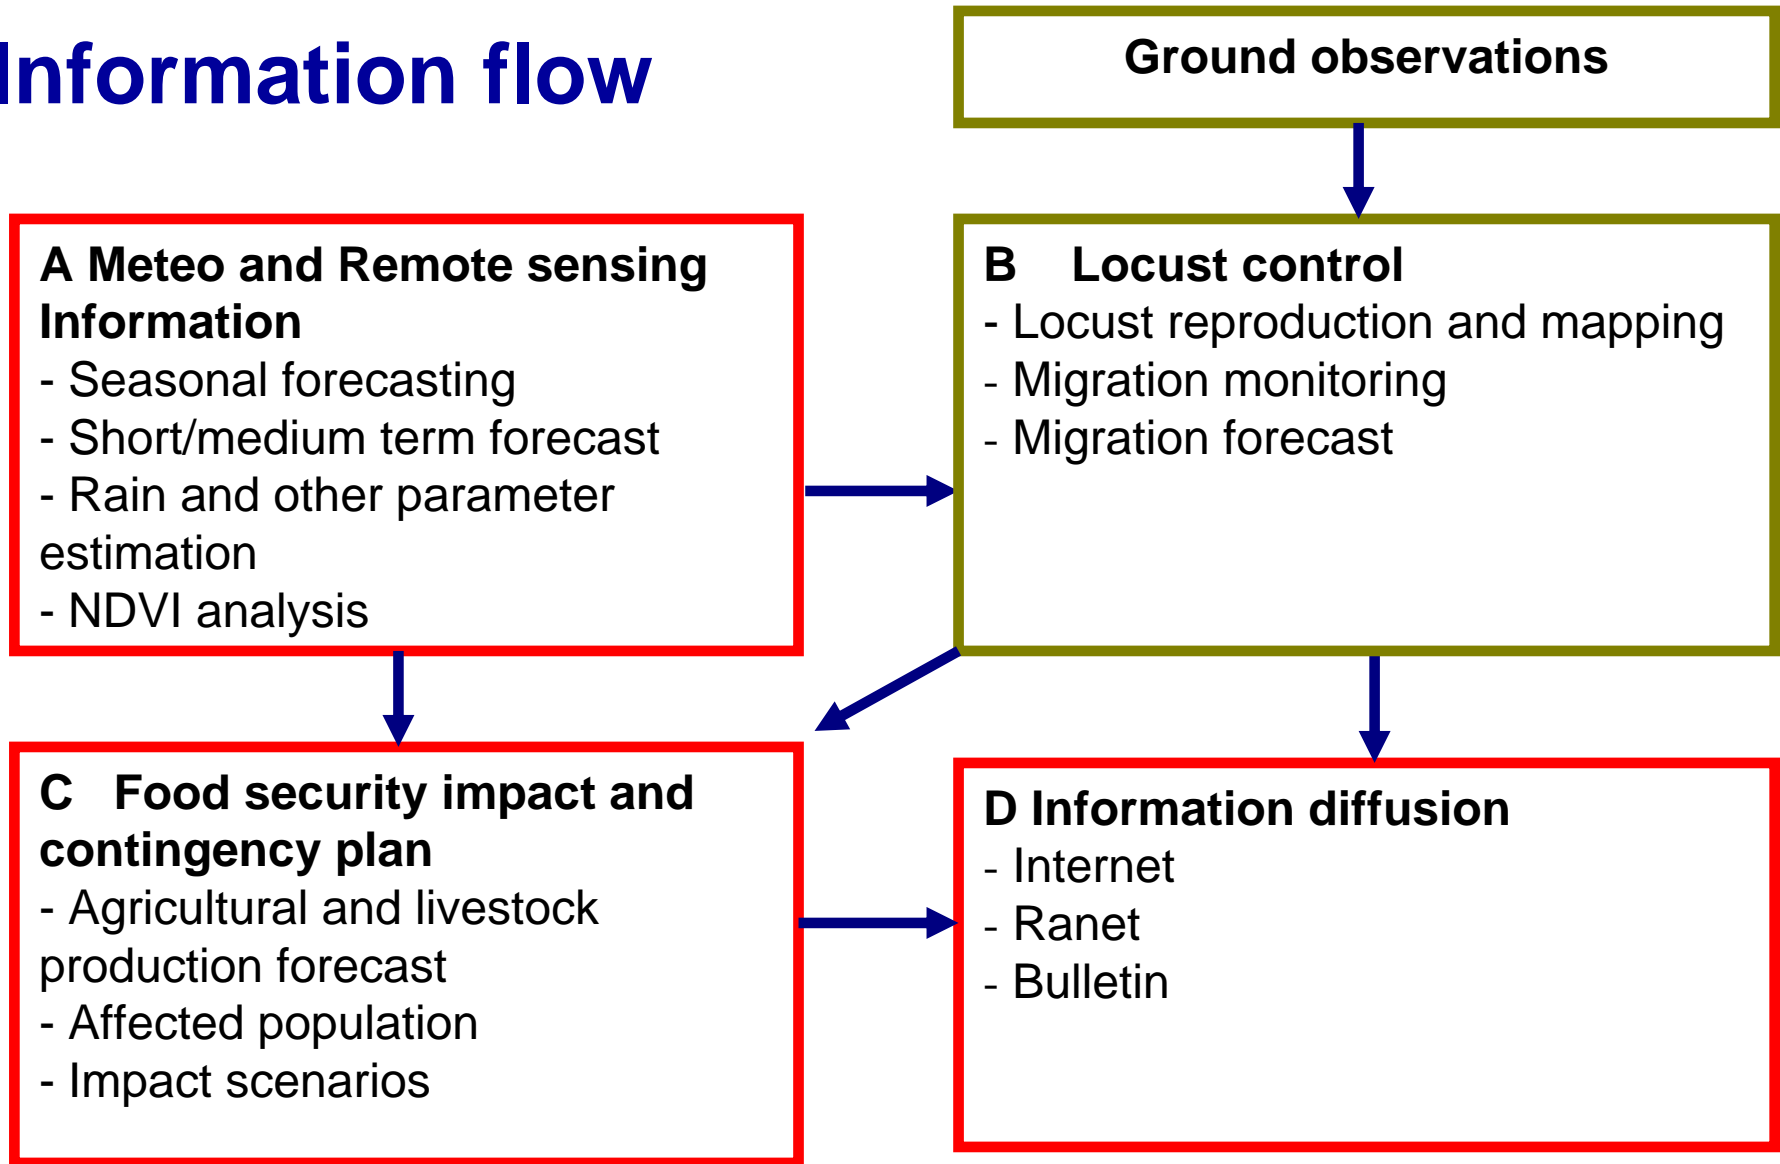 Information flow
Ground observations
A Meteo and Remote sensing
Information
- Seasonal forecasting
- Short/medium term forecast
- Rain and other parameter
estimation
- NDVI analysis
B Locust control
- Locust reproduction and mapping
- Migration monitoring
- Migration forecast
C Food security impact and
contingency plan
- Agricultural and livestock
production forecast
- Affected population
- Impact scenarios
D Information diffusion
- Internet
- Ranet
- Bulletin